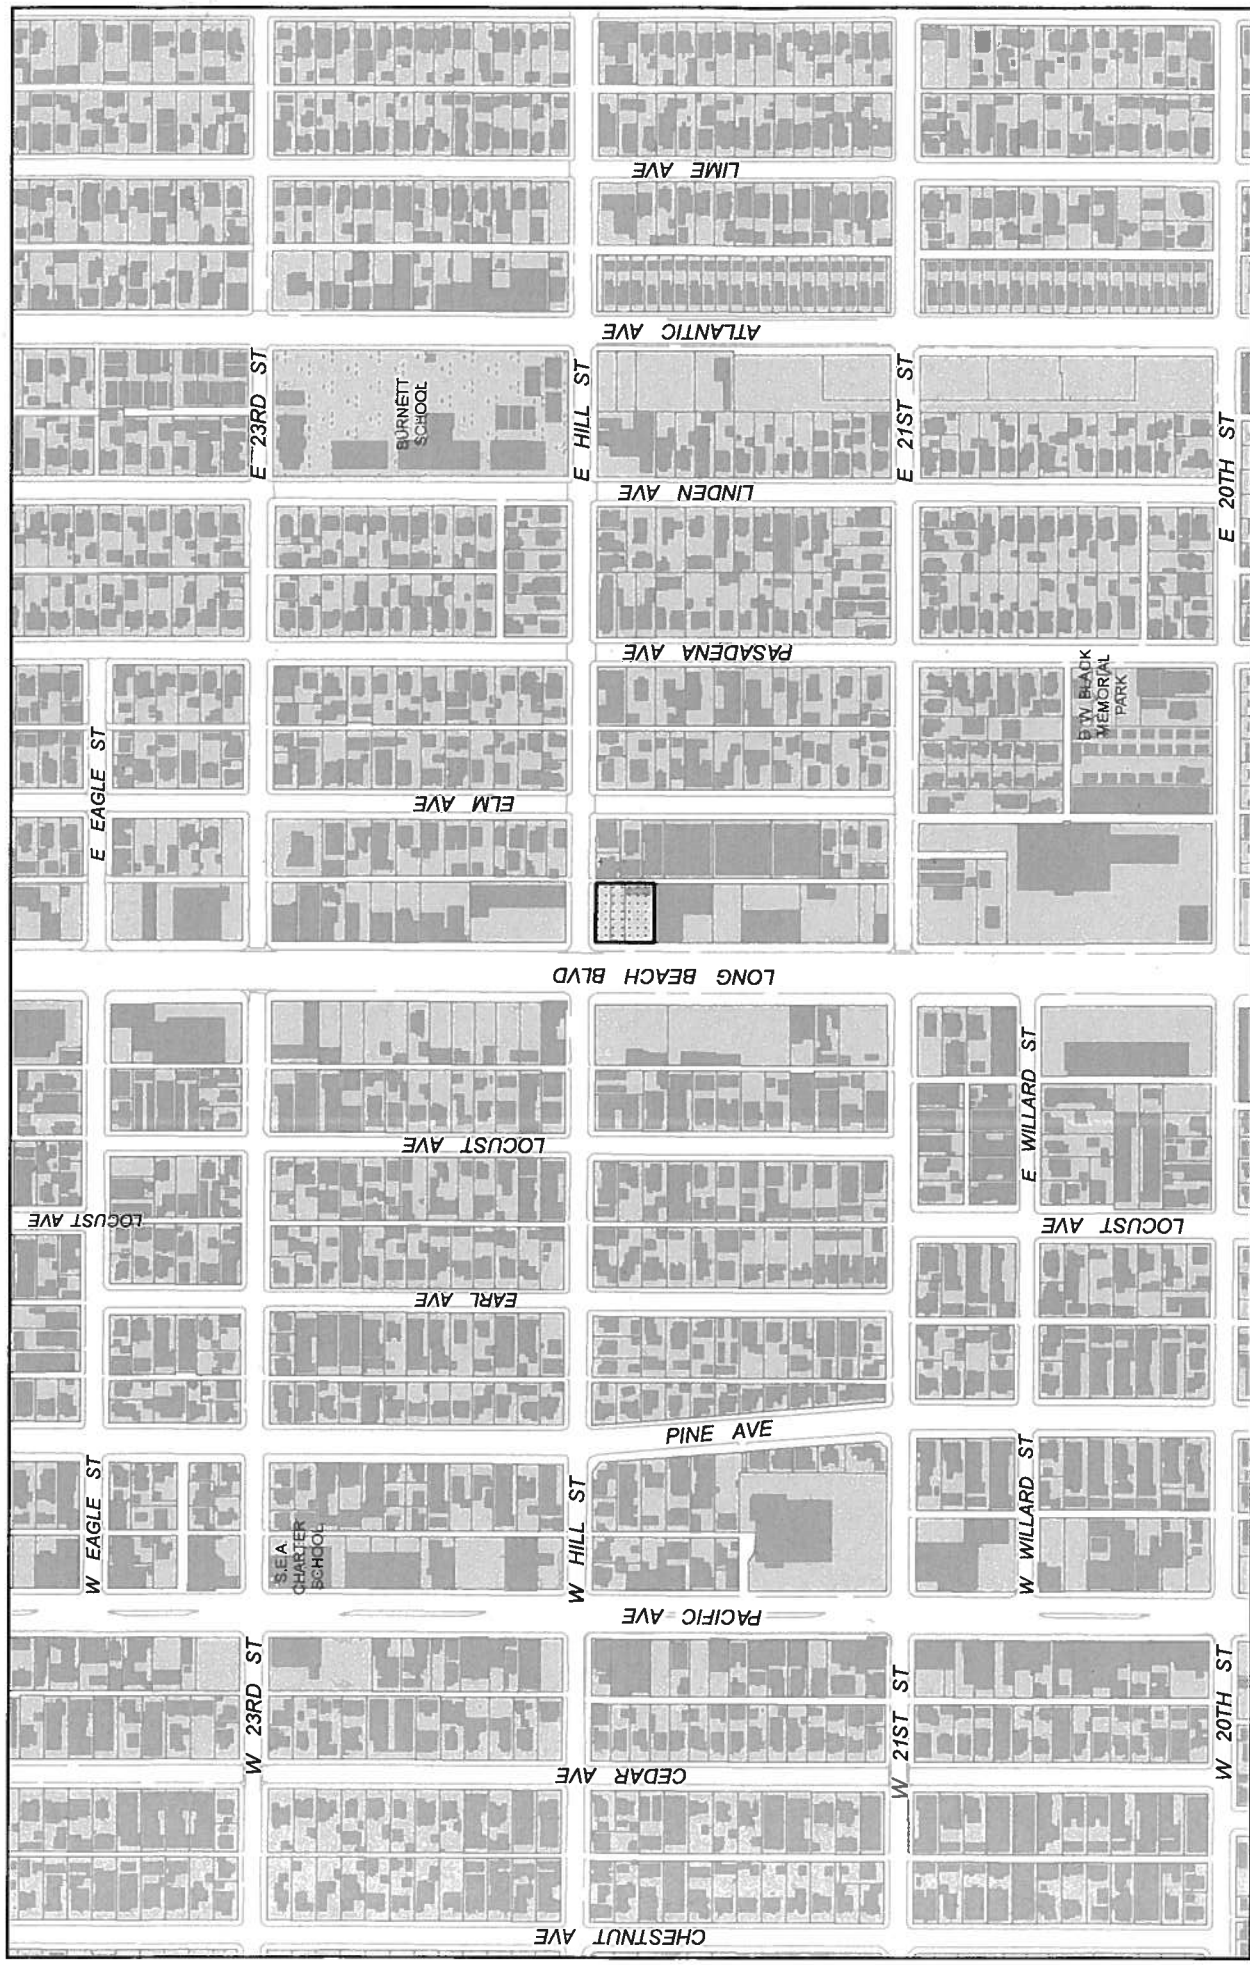 LIME AVE
ATLANTIC AVE
E 23RD ST
BURNETT
SCHOOL
E HILL ST
E 21ST ST
E 20TH ST
LINDEN AVE
PASADENA AVE
MEMORIAL
PARK
E EAGLE ST
ELM AVE
LONG BEACH BLVD
E WILLARD ST
LOCUST AVE
LOCUST AVE
LOCUST AVE
EARL AVE
PINE AVE
W EAGLE ST
S.E.A.
CHARTER
SCHOOL
W HILL ST
W WILLARD ST
PACIFIC AVE
W 23RD ST
W 21ST ST
W 20TH ST
CEDAR AVE
CHESTNUT AVE